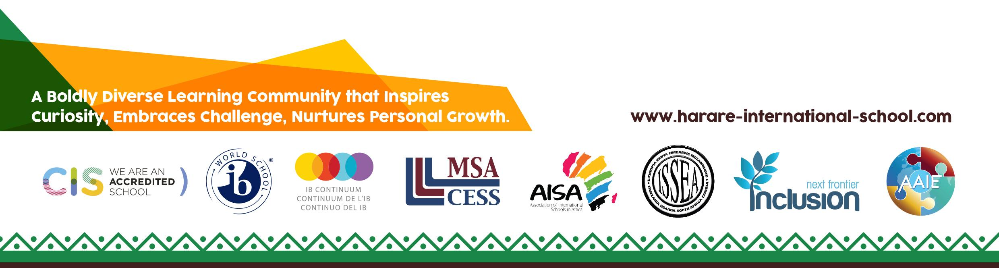 A Boldly Diverse Learning Community that Inspires
Curiosity, Embraces Challenge, Nurtures Personal Growth.
www.harare-international-school.com
CIS
WE ARE AN
ACCREDITED
SCHOOL
WORLD SCHOOL
®
ib
IB CONTINUUM
CONTINUUM DE L'IB
CONTINUO DEL IB
MSA
CESS
AISA
Association of International
Schools in Africa
ETHIOPIA KENYA ZIMBABWE MOZAMBIQUE
ISSEA
TANZANIA UGANDA SOUTH AFRICA ZAMBIA
next frontier
inclusion
AAIE